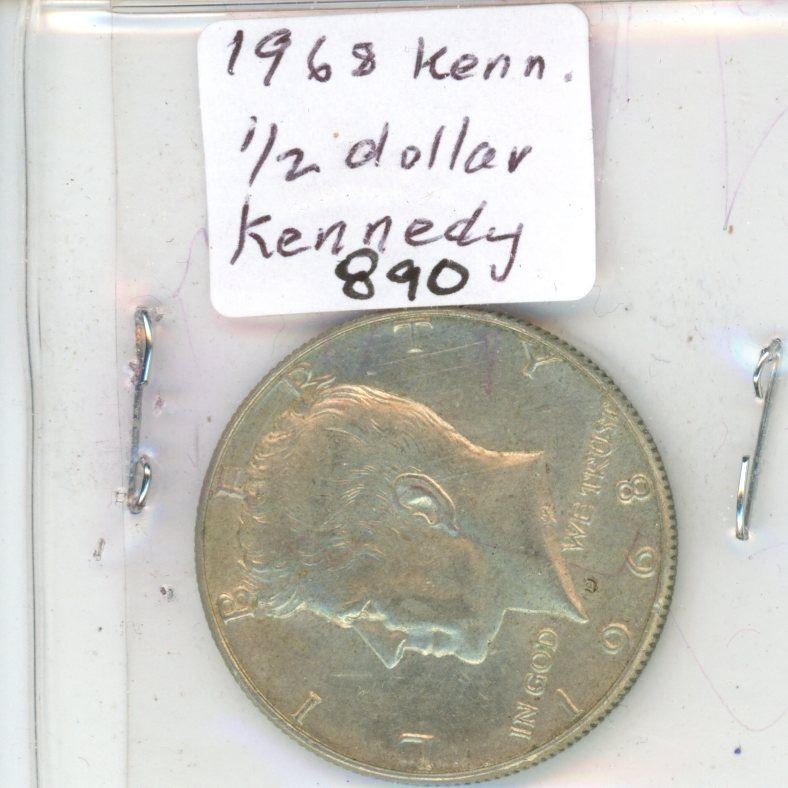 1968 Kenn.
1/2 dollar
Kennedy
890
LIBERTY
IN GOD WE TRUST
1968